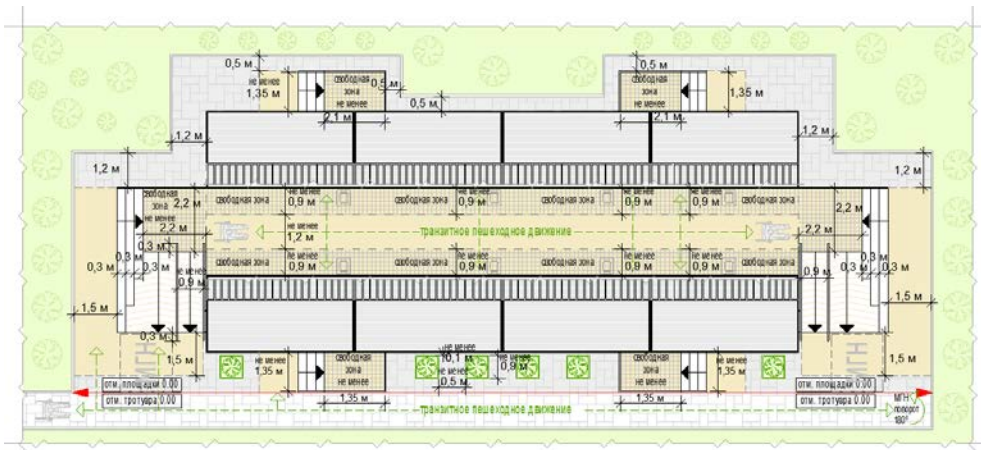 0,5 м
0,5 м
не менее
1,35 м
свободная
зона
не менее
0,5 м
свободная
зона
не менее
1,35 м
2,1 м
0,5 м
2,1 м
1,2 м
1,2 м
1,2 м
1,2 м
свободная
зона
не менее
2,2 м
2,2 м
свободная зона
не менее
0,9 м
свободная зона
не менее
0,9 м
свободная зона
не менее
0,9 м
не менее
0,9 м
свободная зона
2,2 м
2,2 м
не менее
1,2 м
транзитное пешеходное движение
0,3 м
0,3 м
0,3 м
свободная зона
не менее
0,9 м
свободная зона
не менее
0,9 м
свободная зона
не менее
0,9 м
не менее
0,9 м
свободная зона
0,3 м
0,3 м
не менее
0,9 м
0,9 м
1,5 м
1,5 м
0,3 м
МГН
1,5 м
не менее
1,35 м
свободная
зона
не менее
не менее
10,1 м
не менее
0,5 м
не менее
0,9 м
свободная
зона
не менее
не менее
1,35 м
МГН
1,5 м
отм. площадки 0.00
отм. тротуара 0.00
1,35 м
1,35 м
отм. площадки 0.00
отм. тротуара 0.00
транзитное пешеходное движение
МГН
поворот
180°